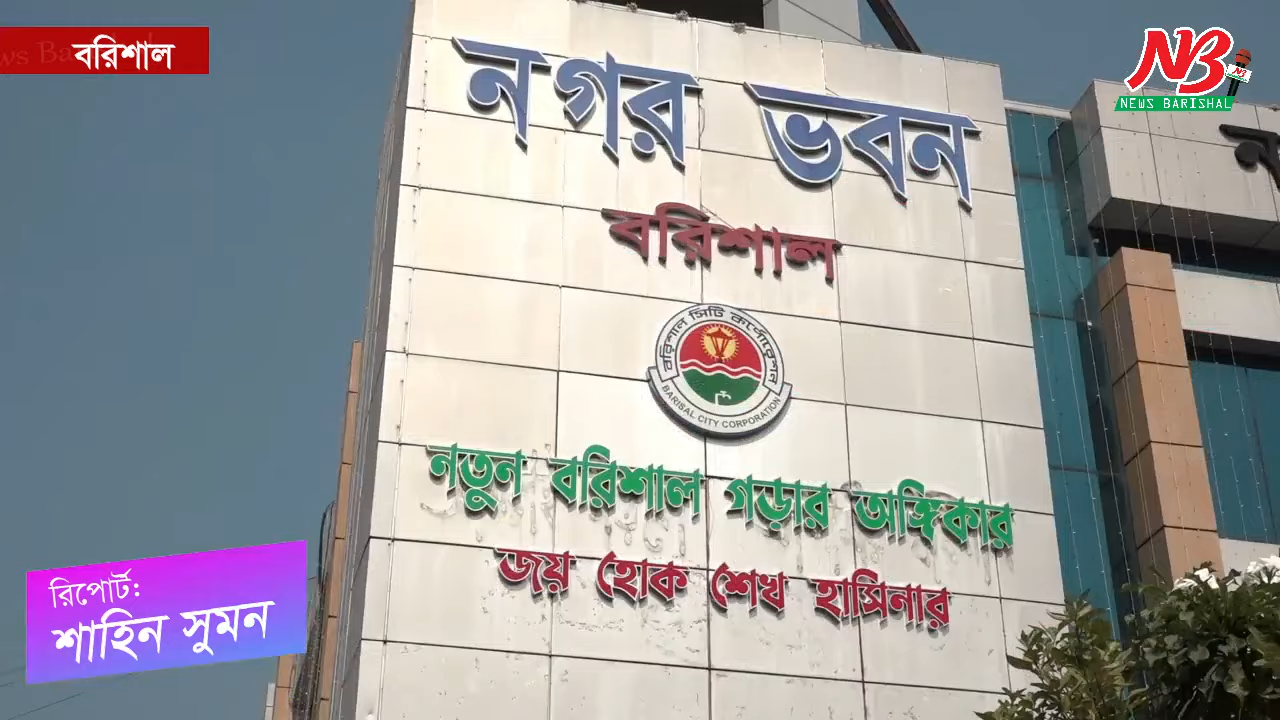 বরিশাল
NB
NEWS BARISHAL
নগর ভবন
বরিশাল
বরিশাল সিটি কর্পোরেশন
BARISAL CITY CORPORATION
নতুন বরিশাল গড়ার অঙ্গিকার
জয় হোক শেখ হাসিনার
রিপোর্ট:
শাহিন সুমন